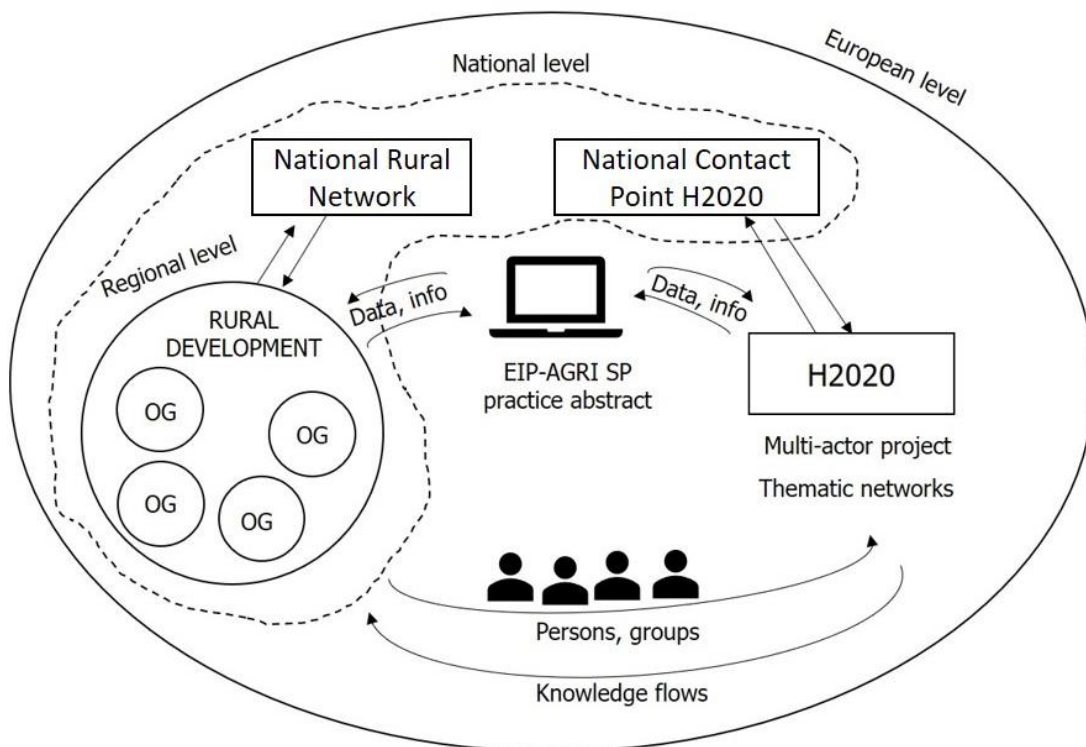 European level
National level
National Rural
Network
National Contact
Point H2020
Regional level
RURAL
DEVELOPMENT
OG
OG
OG
OG
Data, info
Data, info
EIP-AGRI SP
practice abstract
H2020
Multi-actor project
Thematic networks
Persons, groups
Knowledge flows